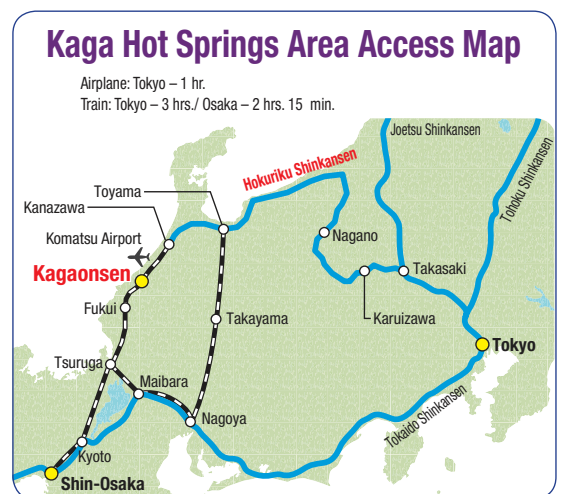 Kaga Hot Springs Area Access Map
Airplane: Tokyo – 1 hr.
Train: Tokyo – 3 hrs./ Osaka – 2 hrs. 15 min.
Joetsu Shinkansen
Tohoku Shinkansen
Hokuriku Shinkansen
Toyama
Kanazawa
Komatsu Airport
Nagano
Kagaonsen
Takasaki
Fukui
Takayama
Karuizawa
Tokyo
Tsuruga
Maibara
Nagoya
Tokaido Shinkansen
Kyoto
Shin-Osaka